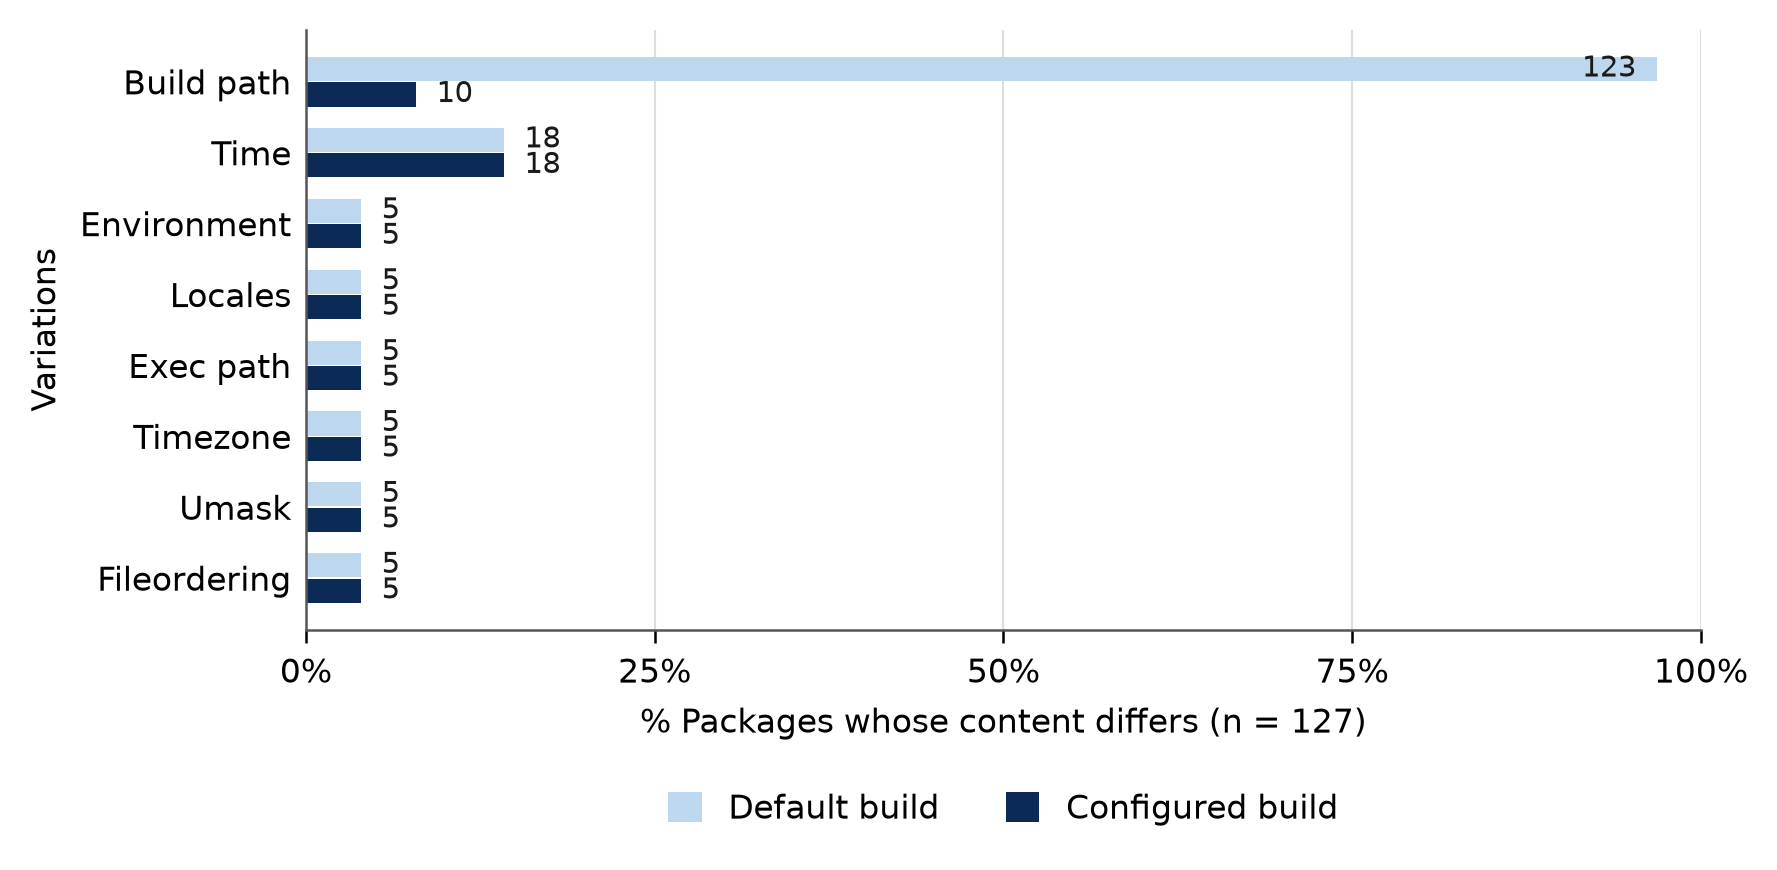 Variations
Build path
123
10
Time
18
18
Environment
5
5
Locales
5
5
Exec path
5
5
Timezone
5
5
Umask
5
5
Fileordering
5
5
0% 25% 50% 75% 100%
% Packages whose content differs (n = 127)
Default build Configured build